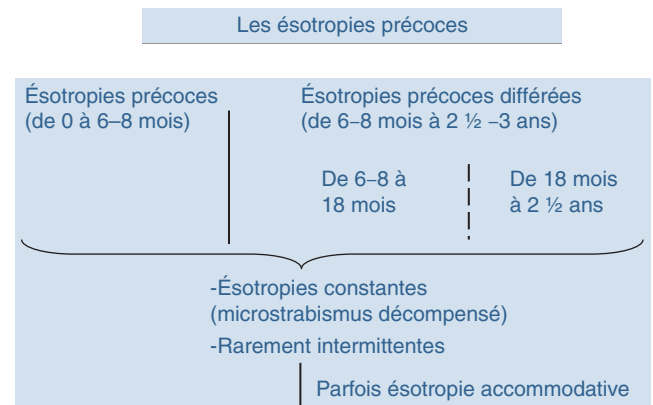 Les ésotropies précoces
Ésotropies précoces
(de 0 à 6–8 mois)
Ésotropies précoces différées
(de 6–8 mois à 2 ½ –3 ans)
De 6–8 à
18 mois
De 18 mois
à 2 ½ ans
-Ésotropies constantes
(microstrabismus décompensé)
-Rarement intermittentes
Parfois ésotropie accommodative